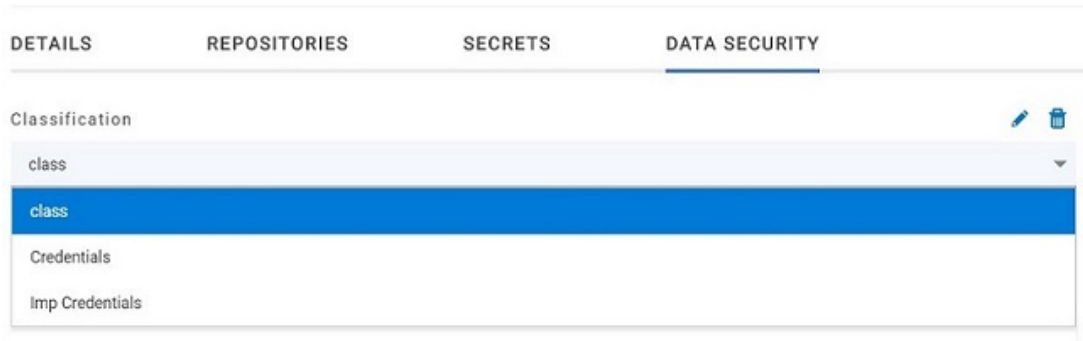 DETAILS REPOSITORIES SECRETS DATA SECURITY
Classification
class
class
Credentials
Imp Credentials